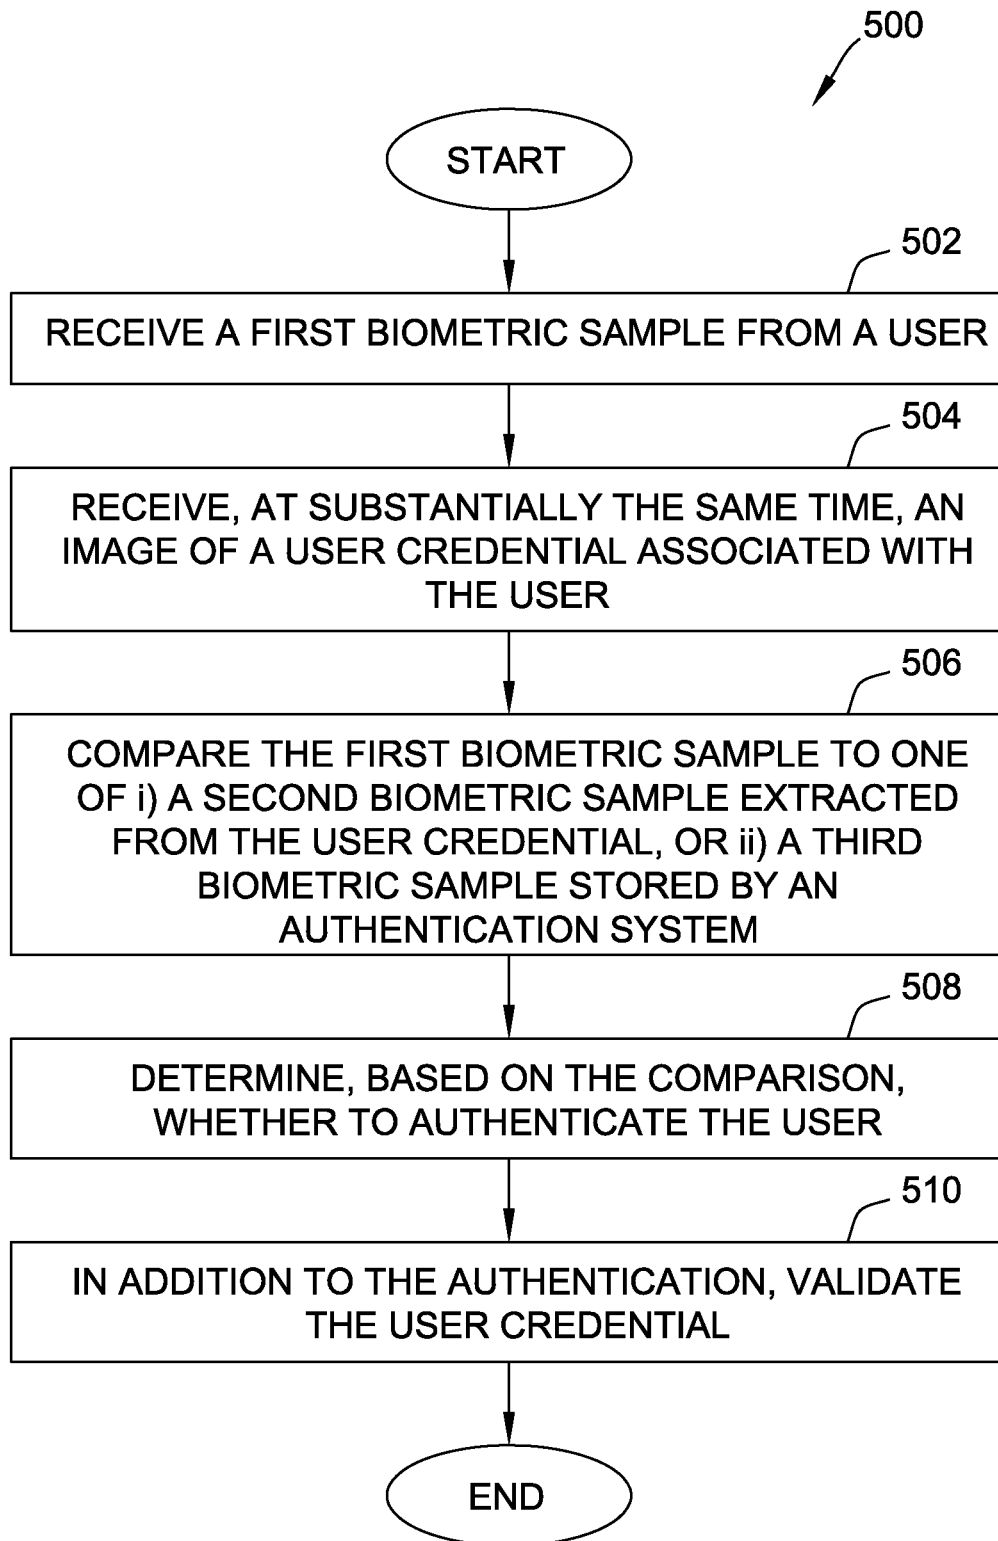 500
START
502
RECEIVE A FIRST BIOMETRIC SAMPLE FROM A USER
504
RECEIVE, AT SUBSTANTIALLY THE SAME TIME, AN
IMAGE OF A USER CREDENTIAL ASSOCIATED WITH
THE USER
506
COMPARE THE FIRST BIOMETRIC SAMPLE TO ONE
OF i) A SECOND BIOMETRIC SAMPLE EXTRACTED
FROM THE USER CREDENTIAL, OR ii) A THIRD
BIOMETRIC SAMPLE STORED BY AN
AUTHENTICATION SYSTEM
508
DETERMINE, BASED ON THE COMPARISON,
WHETHER TO AUTHENTICATE THE USER
510
IN ADDITION TO THE AUTHENTICATION, VALIDATE
THE USER CREDENTIAL
END